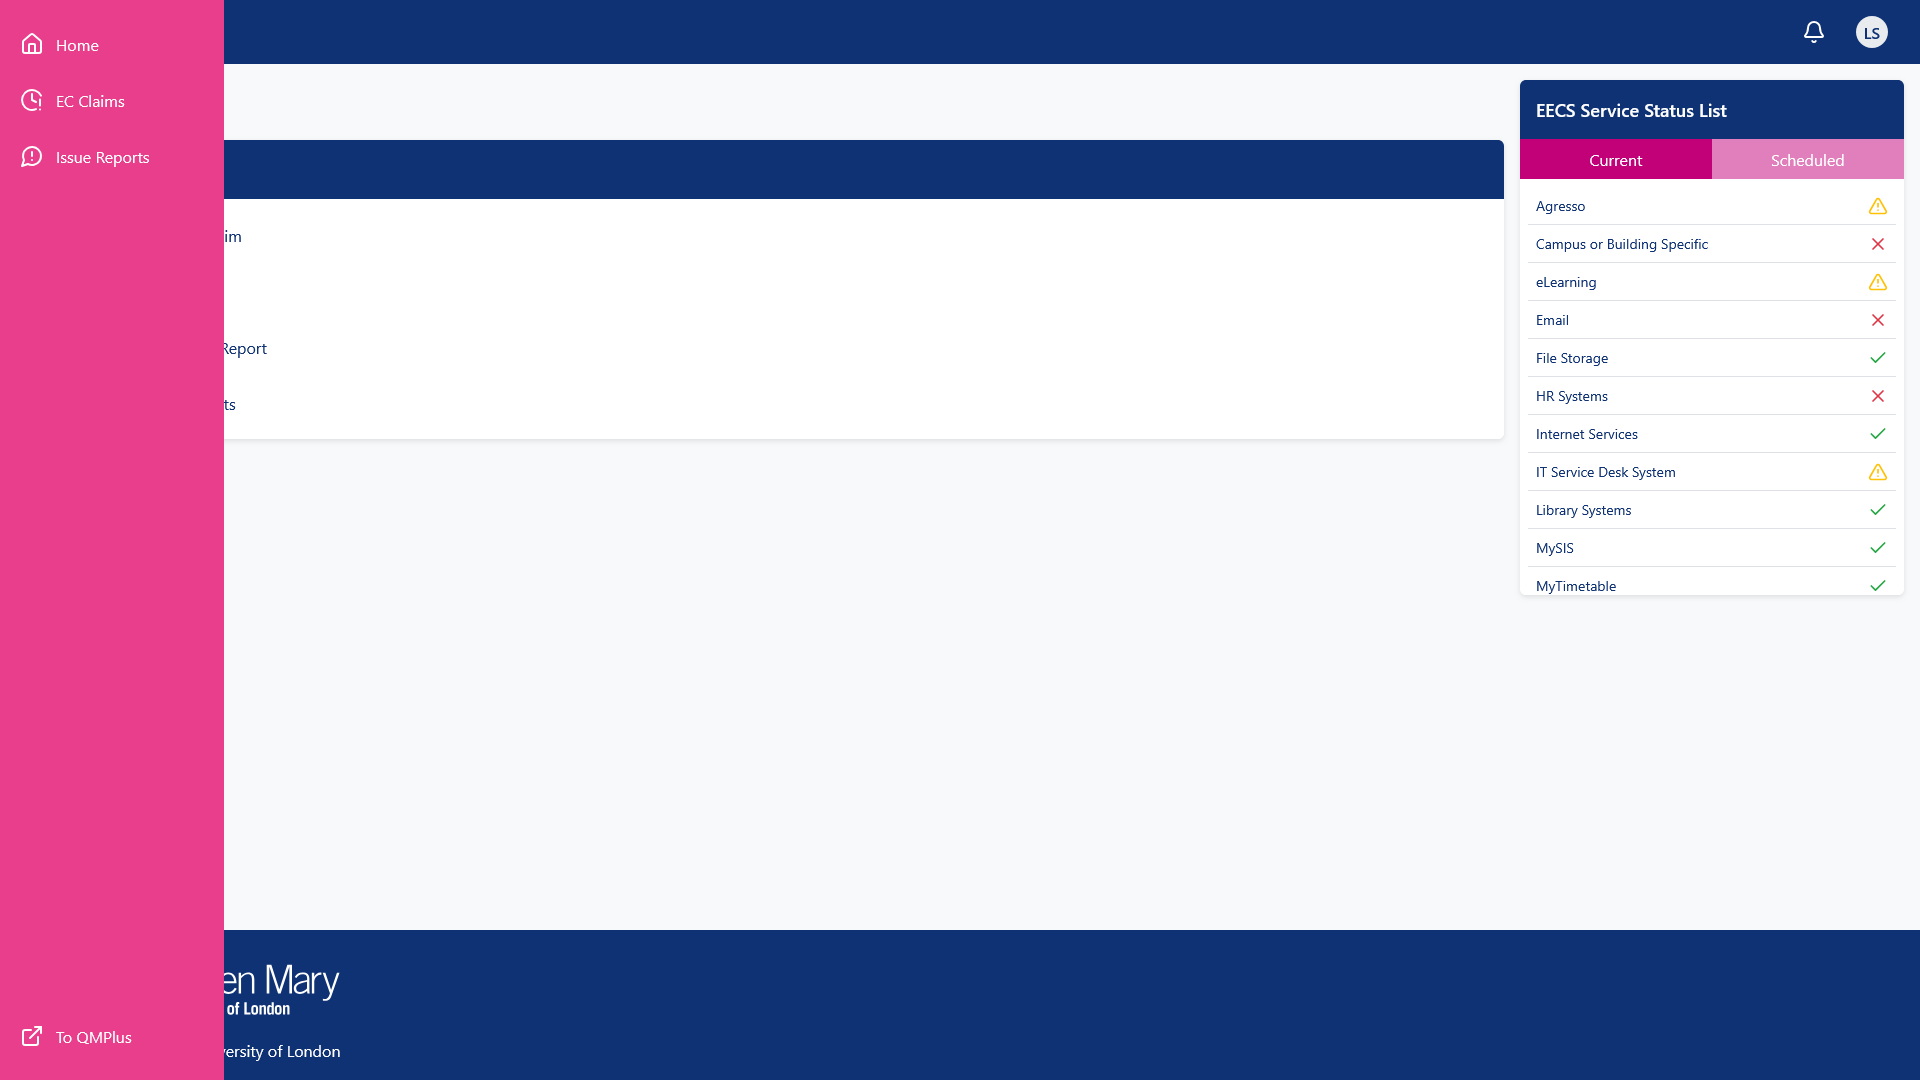 Home
EC Claims
Issue Reports
To QMPlus
LS
im
Report
ts
EECS Service Status List
Current
Scheduled
Agresso
Campus or Building Specific
eLearning
Email
File Storage
HR Systems
Internet Services
IT Service Desk System
Library Systems
MySIS
MyTimetable
en Mary
of London
ersity of London